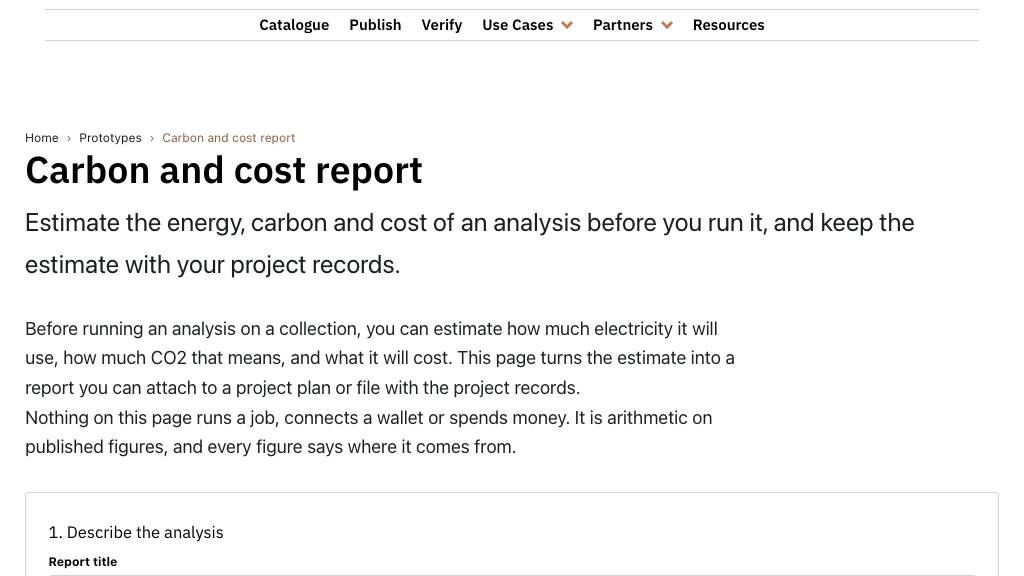 Catalogue Publish Verify Use Cases Partners Resources
Home › Prototypes › Carbon and cost report
Carbon and cost report
Estimate the energy, carbon and cost of an analysis before you run it, and keep the
estimate with your project records.
Before running an analysis on a collection, you can estimate how much electricity it will
use, how much CO2 that means, and what it will cost. This page turns the estimate into a
report you can attach to a project plan or file with the project records.
Nothing on this page runs a job, connects a wallet or spends money. It is arithmetic on
published figures, and every figure says where it comes from.
1. Describe the analysis
Report title